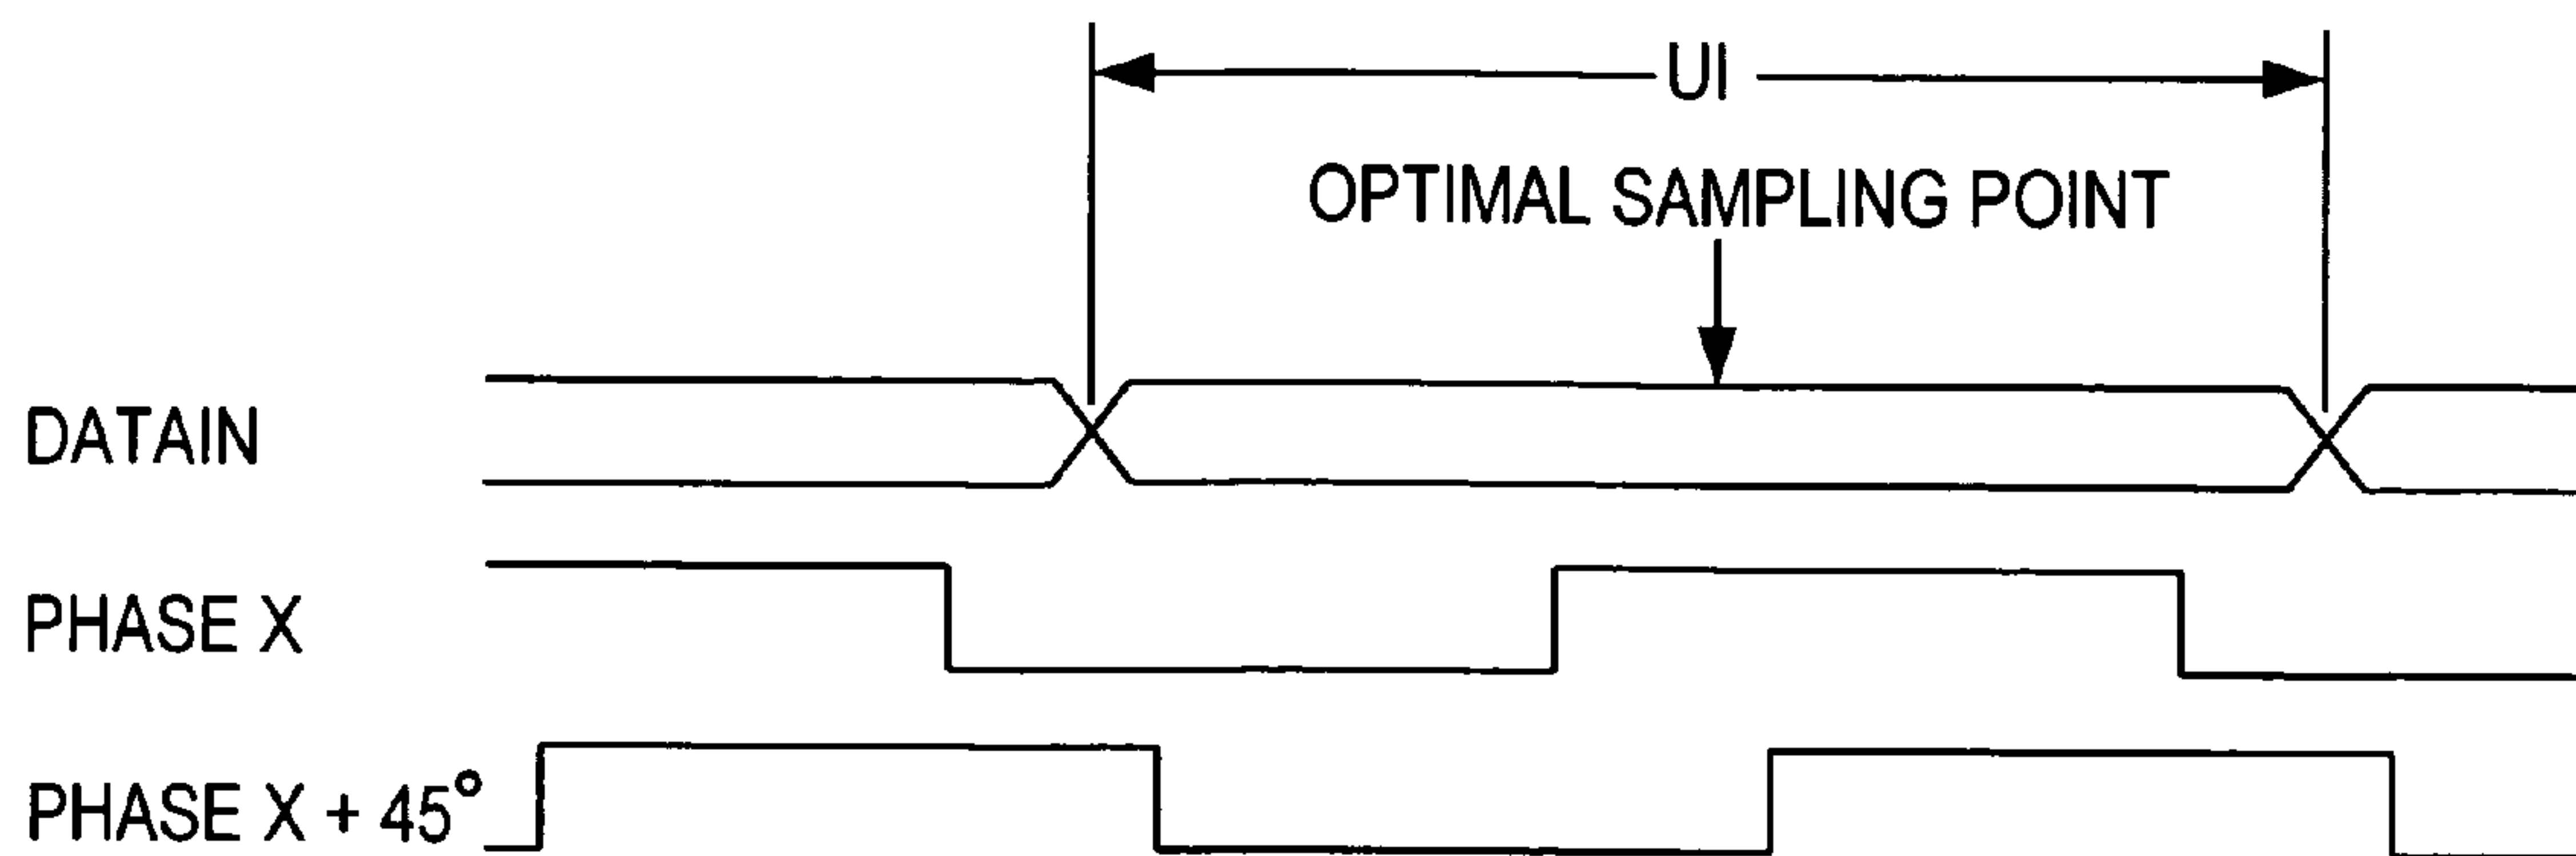 UI
OPTIMAL SAMPLING POINT
DATAIN
PHASE X
PHASE X + 45°